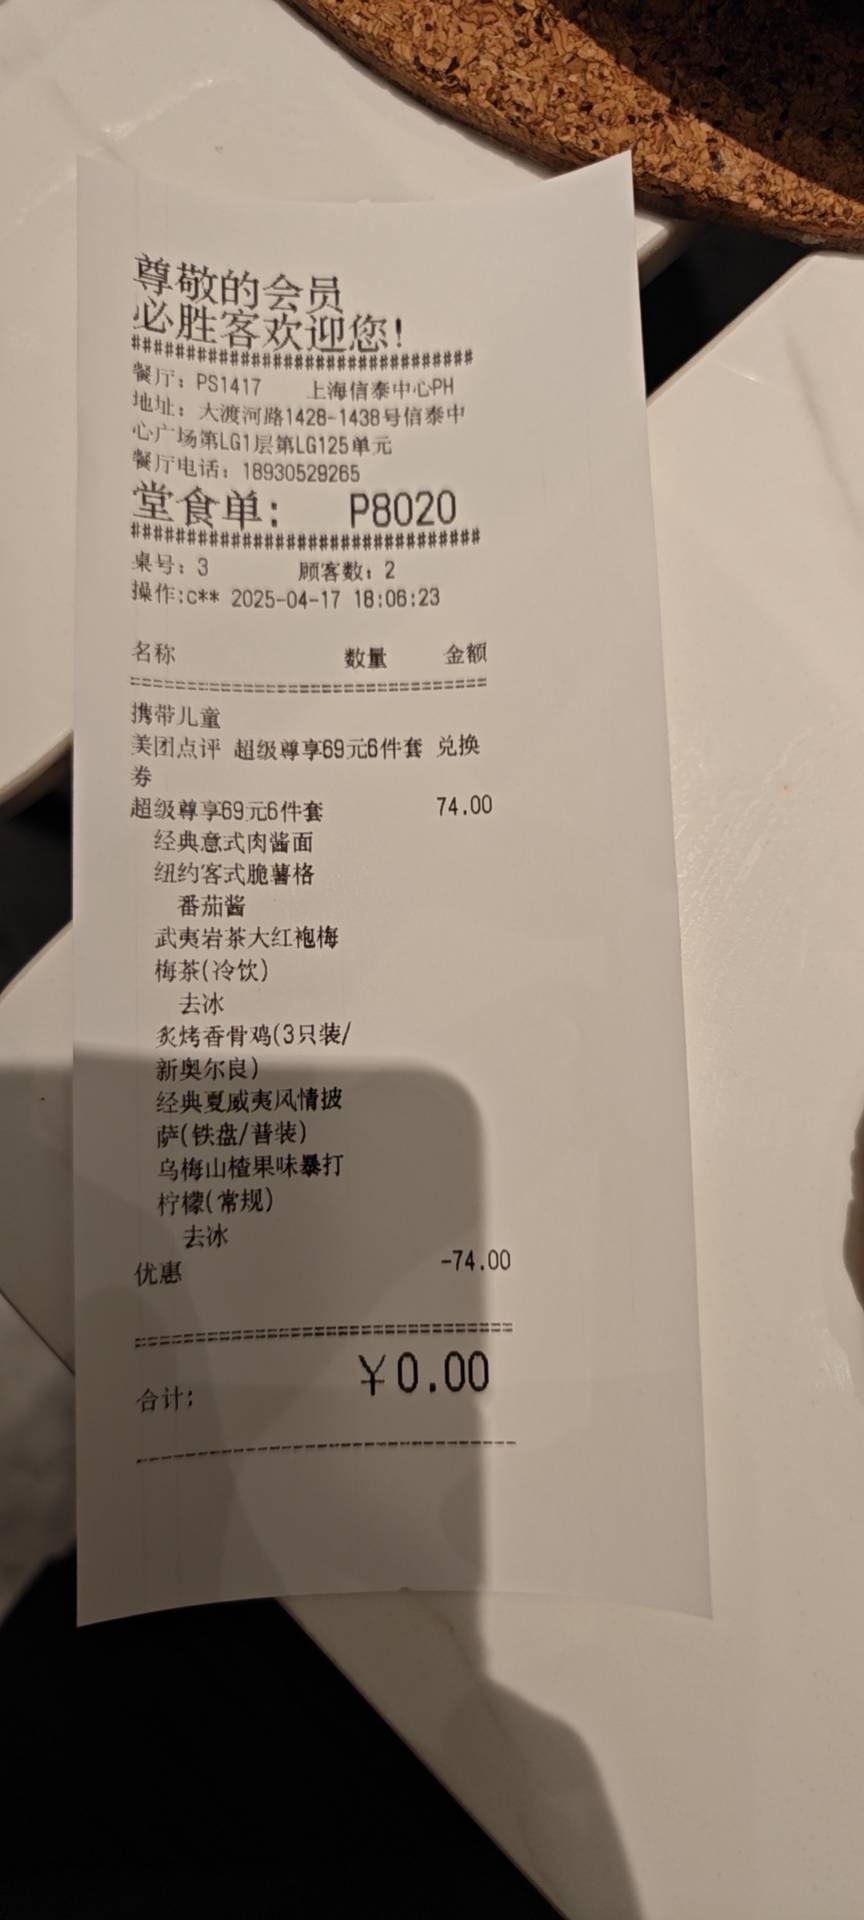 尊敬的会员
必胜客欢迎您!
################################
餐厅: PS1417 上海信泰中心PH
地址: 大渡河路1428-1438号信泰中
心广场第LG1层第LG125单元
餐厅电话: 18930529265
堂食单: P8020
################################
桌号: 3 顾客数: 2
操作:c** 2025-04-17 18:06:23
名称 数量 金额
================================
携带儿童
美团点评 超级尊享69元6件套 兑换
券
超级尊享69元6件套 74.00
经典意式肉酱面
纽约客式脆薯格
番茄酱
武夷岩茶大红袍梅
梅茶(冷饮)
去冰
炙烤香骨鸡(3只装/
新奥尔良)
经典夏威夷风情披
萨(铁盘/普装)
乌梅山楂果味暴打
柠檬(常规)
去冰
优惠 -74.00
================================
合计: ￥0.00
--------------------------------